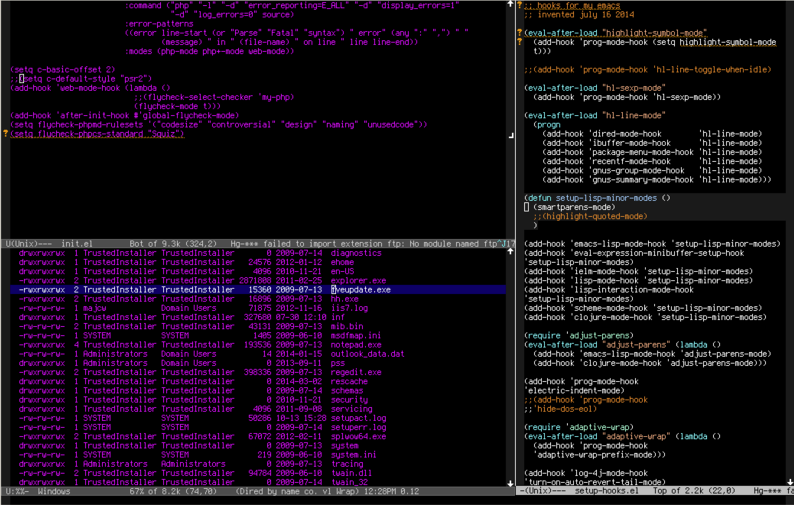 :command ("php" "-l" "-d" "error_reporting=E_ALL" "-d" "display_errors=1"
"-d" "log_errors=0" source)
:error-patterns
((error line-start (or "Parse" "Fatal" "syntax") " error" (any ":" ",") " "
(message) " in " (file-name) " on line " line line-end))
:modes (php-mode php+-mode web-mode))
(setq c-basic-offset 2)
;;(setq c-default-style "psr2")
(add-hook 'web-mode-hook (lambda ()
;;(flycheck-select-checker 'my-php)
(flycheck-mode t)))
(add-hook 'after-init-hook #'global-flycheck-mode)
(setq flycheck-phpmd-rulesets '("codesize" "controversial" "design" "naming" "unusedcode"))
(setq flycheck-phpcs-standard "Squiz")
U(Unix)--- init.el Bot of 9.3k (324,2) Hg-*** failed to import extension ftp: No module named ftp^J17
drwxrwxrwx 1 TrustedInstaller TrustedInstaller 0 2009-07-14 diagnostics
drwxrwxrwx 1 TrustedInstaller TrustedInstaller 24576 2012-01-12 ehome
drwxrwxrwx 1 TrustedInstaller TrustedInstaller 4096 2010-11-21 en-US
-rwxrwxrwx 2 TrustedInstaller TrustedInstaller 2871808 2011-02-25 explorer.exe
-rwxrwxrwx 2 TrustedInstaller TrustedInstaller 15360 2009-07-13 fveupdate.exe
-rwxrwxrwx 2 TrustedInstaller TrustedInstaller 16896 2009-07-13 hh.exe
-rw-rw-rw- 1 majcw Domain Users 71875 2012-11-16 iis7.log
drwxrwxrwx 1 TrustedInstaller TrustedInstaller 327680 07-30 12:10 inf
-rw-rw-rw- 2 TrustedInstaller TrustedInstaller 43131 2009-07-13 mib.bin
-rw-rw-rw- 1 SYSTEM SYSTEM 1405 2009-06-10 msdfmap.ini
-rwxrwxrwx 4 TrustedInstaller TrustedInstaller 193536 2009-07-13 notepad.exe
-rw-rw-rw- 1 Administrators Domain Users 14 2014-01-15 outlook_data.dat
drwxrwxrwx 1 Administrators Domain Users 0 2013-09-11 pss
-rwxrwxrwx 2 TrustedInstaller TrustedInstaller 398336 2009-07-13 regedit.exe
drwxrwxrwx 1 TrustedInstaller TrustedInstaller 0 2014-03-02 rescache
drwxrwxrwx 1 TrustedInstaller TrustedInstaller 0 2009-07-14 schemas
drwxrwxrwx 1 TrustedInstaller TrustedInstaller 0 2010-11-21 security
drwxrwxrwx 1 TrustedInstaller TrustedInstaller 4096 2011-09-08 servicing
-rw-rw-rw- 1 SYSTEM SYSTEM 50286 10-13 15:28 setupact.log
-rw-rw-rw- 1 SYSTEM SYSTEM 0 2009-07-14 setuperr.log
-rwxrwxrwx 2 TrustedInstaller TrustedInstaller 67072 2012-02-11 splwow64.exe
drwxrwxrwx 1 TrustedInstaller TrustedInstaller 0 2009-07-13 system
-rw-rw-rw- 1 SYSTEM SYSTEM 219 2009-06-10 system.ini
drwxrwxrwx 1 Administrators Administrators 0 2009-07-13 tracing
-rw-rw-rw- 2 TrustedInstaller TrustedInstaller 94784 2009-06-10 twain.dll
drwxrwxrwx 1 TrustedInstaller TrustedInstaller 0 2009-07-14 twain_32
U:%%- Windows 67% of 8.2k (74,70) (Dired by name co. vl Wrap) 12:28PM 0.12
;; hooks for my emacs
;; invented july 16 2014
(eval-after-load "highlight-symbol-mode"
(add-hook 'prog-mode-hook (setq highlight-symbol-mode
t)))
;;(add-hook 'prog-mode-hook 'hl-line-toggle-when-idle)
(eval-after-load "hl-sexp-mode"
(add-hook 'prog-mode-hook 'hl-sexp-mode))
(eval-after-load "hl-line-mode"
(progn
(add-hook 'dired-mode-hook 'hl-line-mode)
(add-hook 'ibuffer-mode-hook 'hl-line-mode)
(add-hook 'package-menu-mode-hook 'hl-line-mode)
(add-hook 'recentf-mode-hook 'hl-line-mode)
(add-hook 'gnus-group-mode-hook 'hl-line-mode)
(add-hook 'gnus-summary-mode-hook 'hl-line-mode)))
(defun setup-lisp-minor-modes ()
(smartparens-mode)
;;(highlight-quoted-mode)
)
(add-hook 'emacs-lisp-mode-hook 'setup-lisp-minor-modes)
(add-hook 'eval-expression-minibuffer-setup-hook
'setup-lisp-minor-modes)
(add-hook 'ielm-mode-hook 'setup-lisp-minor-modes)
(add-hook 'lisp-mode-hook 'setup-lisp-minor-modes)
(add-hook 'lisp-interaction-mode-hook
'setup-lisp-minor-modes)
(add-hook 'scheme-mode-hook 'setup-lisp-minor-modes)
(add-hook 'clojure-mode-hook 'setup-lisp-minor-modes)
(require 'adjust-parens)
(eval-after-load "adjust-parens" (lambda ()
(add-hook 'emacs-lisp-mode-hook 'adjust-parens-mode)
(add-hook 'clojure-mode-hook 'adjust-parens-mode)))
(add-hook 'prog-mode-hook
'electric-indent-mode)
;;(add-hook 'prog-mode-hook
;;'hide-dos-eol)
(require 'adaptive-wrap)
(eval-after-load "adaptive-wrap" (lambda ()
(add-hook 'prog-mode-hook
'adaptive-wrap-prefix-mode)))
(add-hook 'log-4j-mode-hook
'turn-on-auto-revert-tail-mode)
-(Unix)--- setup-hooks.el Top of 2.2k (22,0) Hg-*** fa